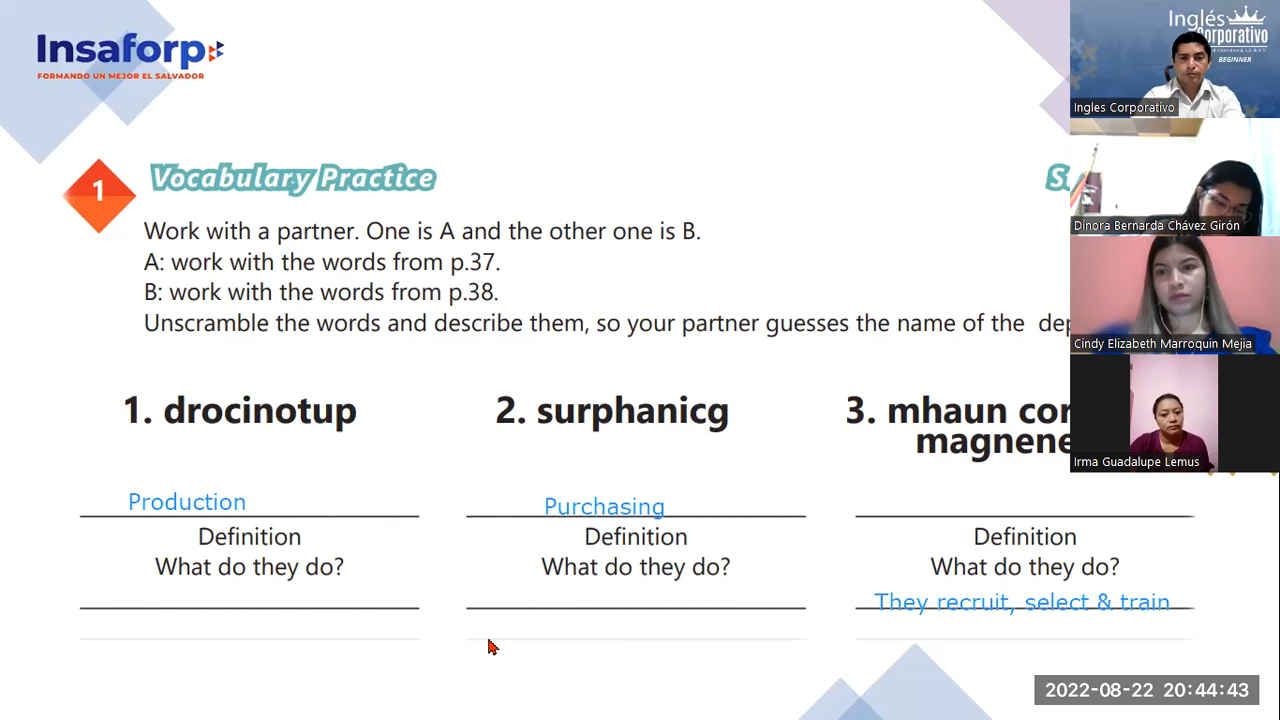 Insaforp
FORMANDO UN MEJOR EL SALVADOR
Inglés
Corporativo
BEGINNER
Ingles Corporativo
Dinora Bernarda Chávez Girón
Cindy Elizabeth Marroquin Mejia
Irma Guadalupe Lemus
1
Vocabulary Practice
Work with a partner. One is A and the other one is B.
A: work with the words from p.37.
B: work with the words from p.38.
Unscramble the words and describe them, so your partner guesses the name of the
1. drocinotup
2. surphanicg
3. mhaun
Production
Purchasing
Definition
Definition
Definition
What do they do?
What do they do?
What do they do?
They recruit, select & train
2022-08-22 20:44:43